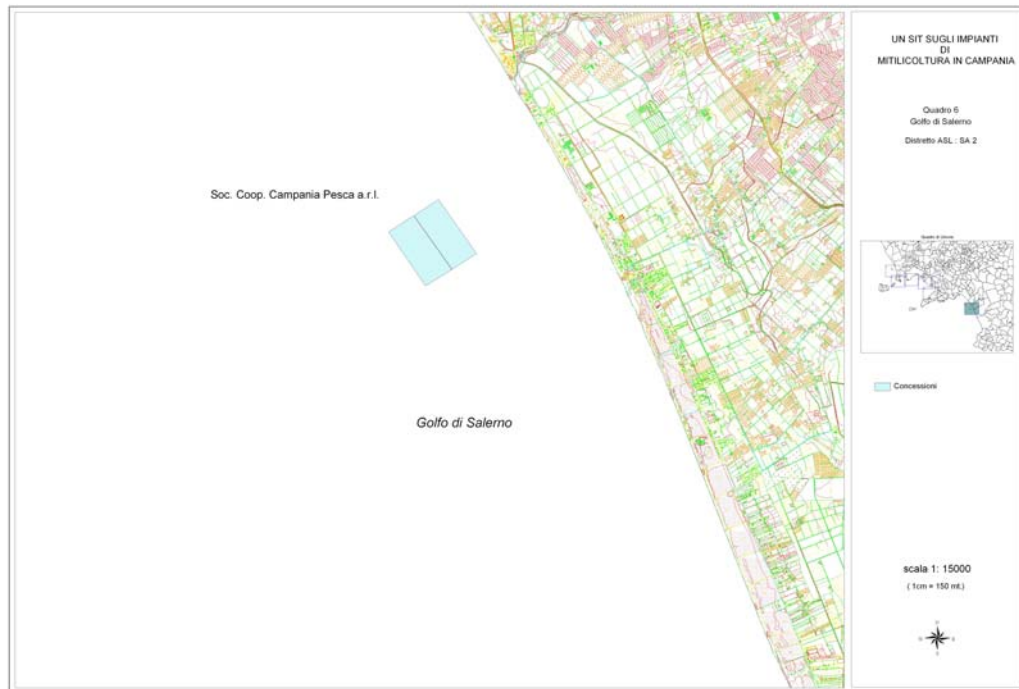 Soc. Coop. Campania Pesca a.r.l.
Golfo di Salerno
UN SIT SUGLI IMPIANTI
DI
MITILICOLTURA IN CAMPANIA
Quadro 6
Golfo di Salerno
Distretto ASL : SA 2
Concessioni
scala 1: 15000
( 1cm = 150 mt.)